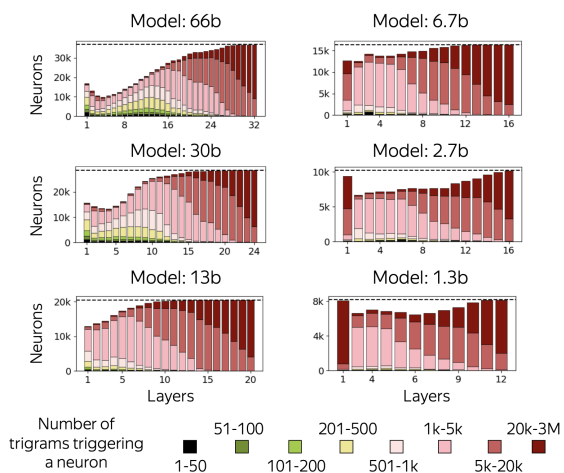 Model: 66b
Neurons
30k
20k
10k
0
1 8 16 24 32
Model: 6.7b
15k
10k
5k
0
1 4 8 12 16
Model: 30b
Neurons
20k
10k
0
1 5 10 15 20 24
Model: 2.7b
10k
5k
0
1 4 8 12 16
Model: 13b
Neurons
20k
10k
0
1 5 10 15 20
Layers
Model: 1.3b
8k
4k
0
1 3 6 9 12
Layers
Number of
trigrams triggering
a neuron
51-100 201-500 1k-5k 20k-3M
1-50 101-200 501-1k 5k-20k